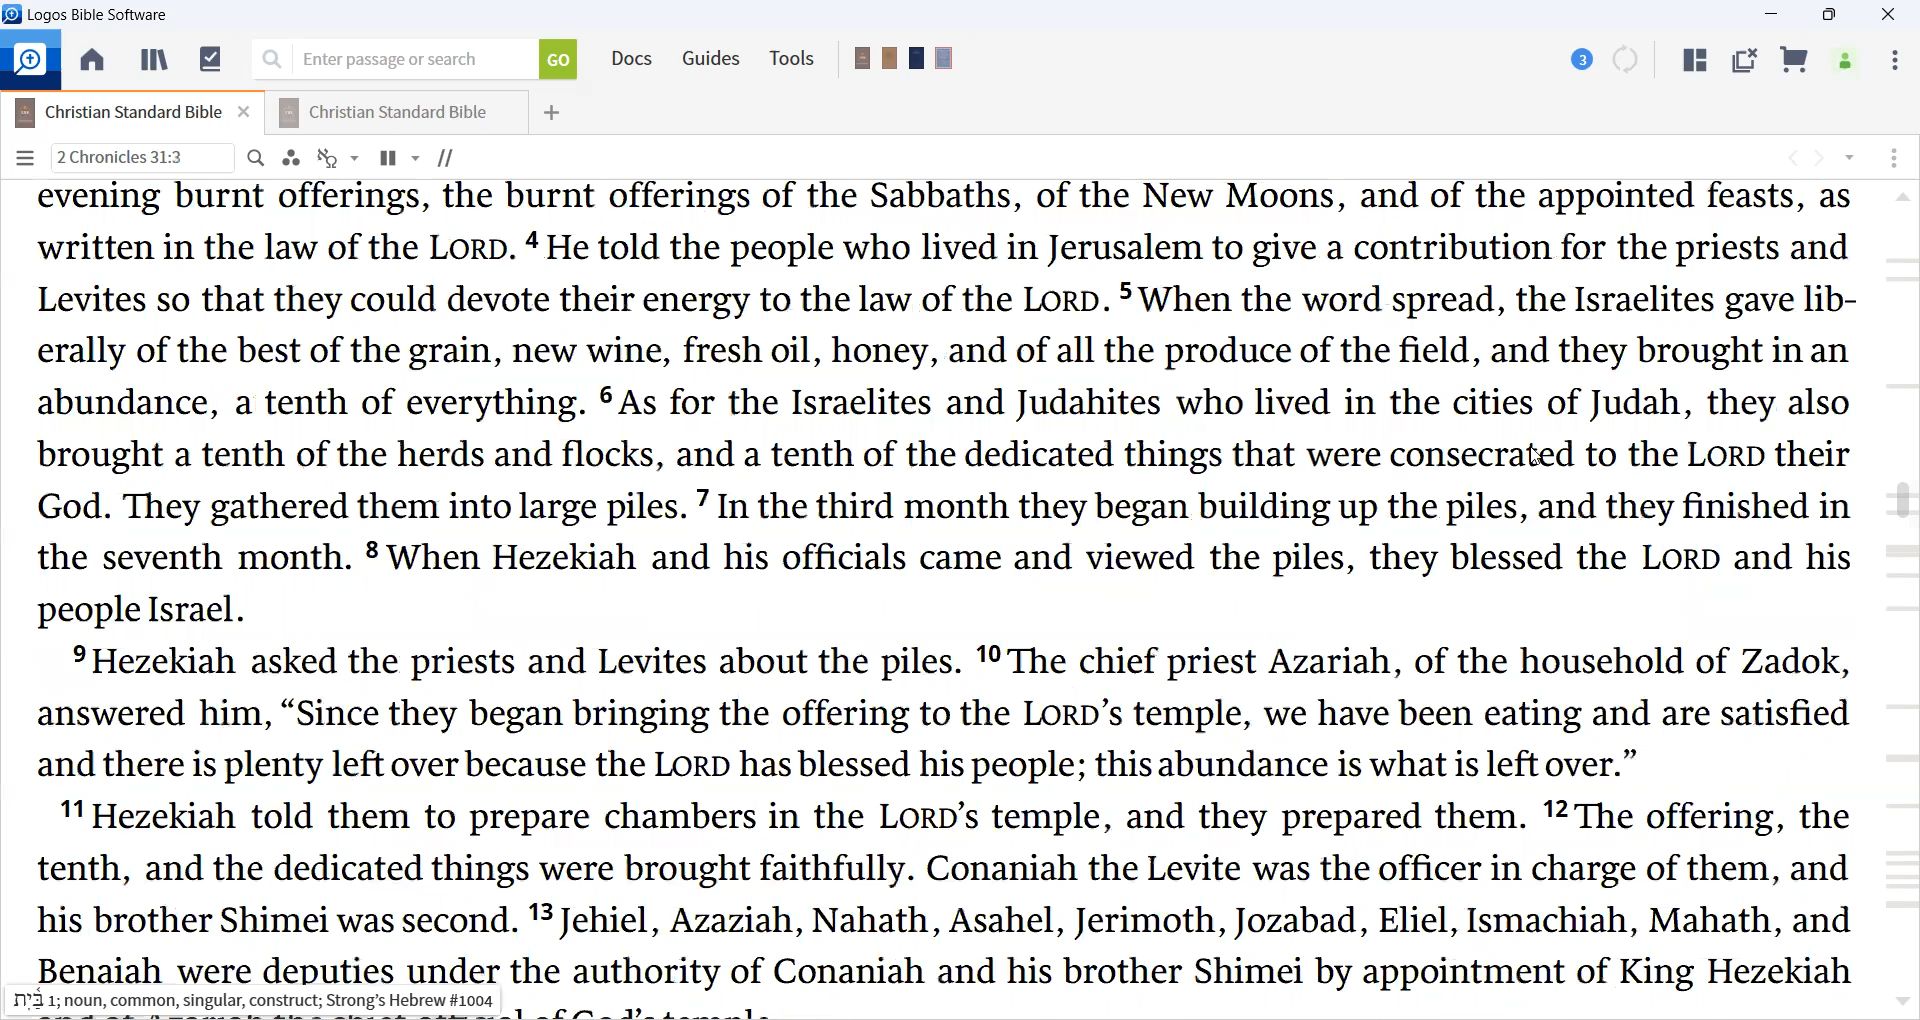 Logos Bible Software
Enter passage or search GO Docs Guides Tools 3
Christian Standard Bible Christian Standard Bible
2 Chronicles 31:3
evening burnt offerings, the burnt offerings of the Sabbaths, of the New Moons, and of the appointed feasts, as
written in the law of the LORD. 4 He told the people who lived in Jerusalem to give a contribution for the priests and
Levites so that they could devote their energy to the law of the LORD. 5 When the word spread, the Israelites gave lib-
erally of the best of the grain, new wine, fresh oil, honey, and of all the produce of the field, and they brought in an
abundance, a tenth of everything. 6 As for the Israelites and Judahites who lived in the cities of Judah, they also
brought a tenth of the herds and flocks, and a tenth of the dedicated things that were consecrated to the LORD their
God. They gathered them into large piles. 7 In the third month they began building up the piles, and they finished in
the seventh month. 8 When Hezekiah and his officials came and viewed the piles, they blessed the LORD and his
people Israel.
9 Hezekiah asked the priests and Levites about the piles. 10 The chief priest Azariah, of the household of Zadok,
answered him, “Since they began bringing the offering to the LORD’s temple, we have been eating and are satisfied
and there is plenty left over because the LORD has blessed his people; this abundance is what is left over.”
11 Hezekiah told them to prepare chambers in the LORD’s temple, and they prepared them. 12 The offering, the
tenth, and the dedicated things were brought faithfully. Conaniah the Levite was the officer in charge of them, and
his brother Shimei was second. 13 Jehiel, Azaziah, Nahath, Asahel, Jerimoth, Jozabad, Eliel, Ismachiah, Mahath, and
Benaiah were deputies under the authority of Conaniah and his brother Shimei by appointment of King Hezekiah
בַּ֫יִת 1; noun, common, singular, construct; Strong’s Hebrew #1004
of God’s temple